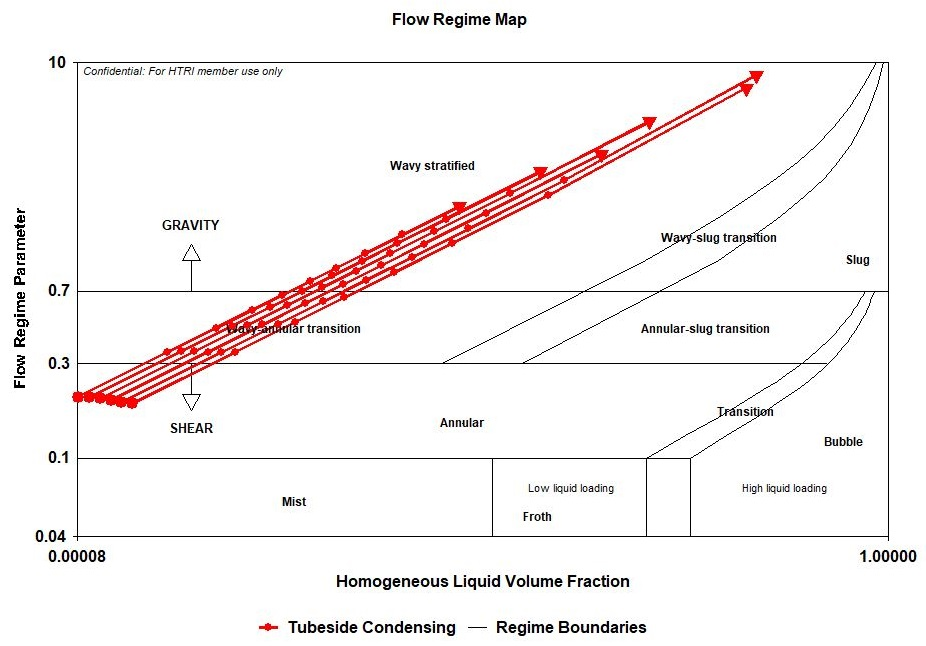 Flow Regime Map
10
Confidential: For HTRI member use only
Wavy stratified
GRAVITY
Wavy-slug transition
Slug
0.7
Wavy-annular transition
Annular-slug transition
0.3
Flow Regime Parameter
SHEAR
Annular
Transition
Bubble
0.1
Mist
Low liquid loading
High liquid loading
Froth
0.04
0.00008
1.00000
Homogeneous Liquid Volume Fraction
Tubeside Condensing
Regime Boundaries